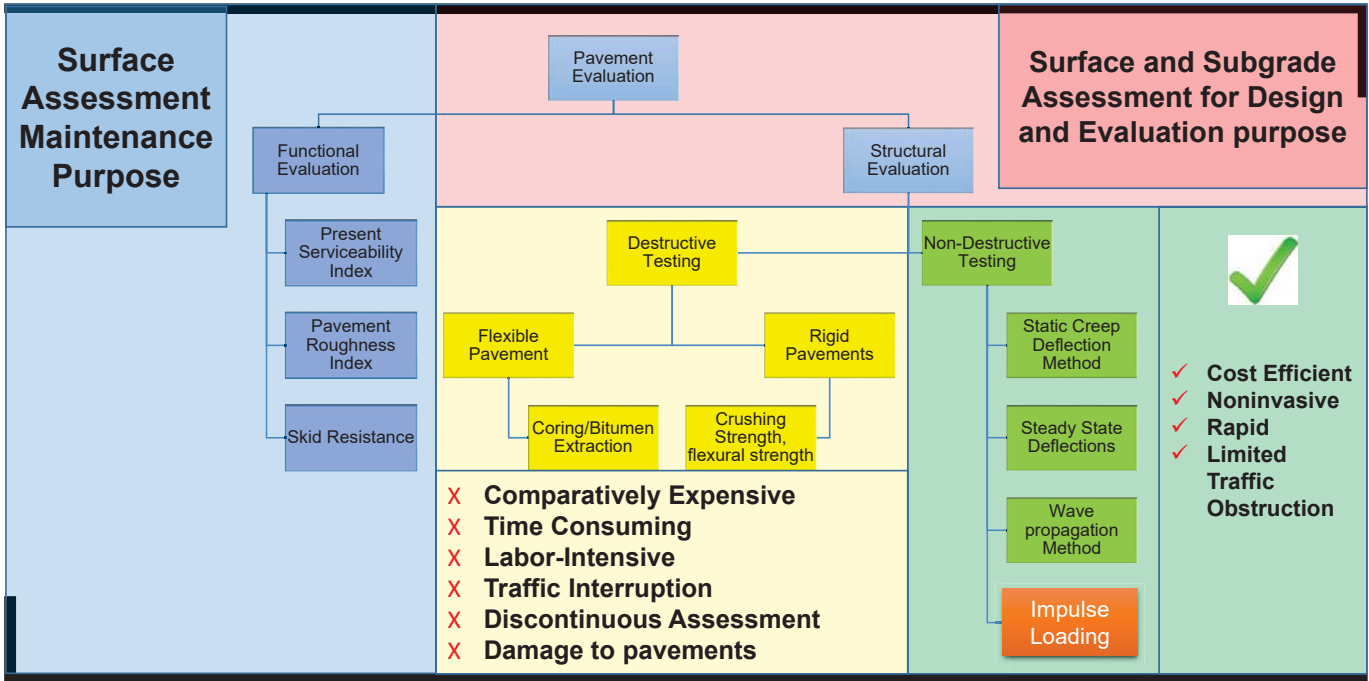 Surface
Assessment
Maintenance
Purpose
Pavement
Evaluation
Surface and Subgrade
Assessment for Design
and Evaluation purpose
Functional
Evaluation
Structural
Evaluation
Present
Serviceability
Index
Pavement
Roughness
Index
Skid Resistance
Destructive
Testing
Flexible
Pavement
Rigid
Pavements
Coring/Bitumen
Extraction
Crushing
Strength,
flexural strength
X Comparatively Expensive
X Time Consuming
X Labor-Intensive
X Traffic Interruption
X Discontinuous Assessment
X Damage to pavements
Non-Destructive
Testing
Static Creep
Deflection
Method
Steady State
Deflections
Wave
propagation
Method
Impulse
Loading
✓ Cost Efficient
✓ Noninvasive
✓ Rapid
✓ Limited
Traffic
Obstruction